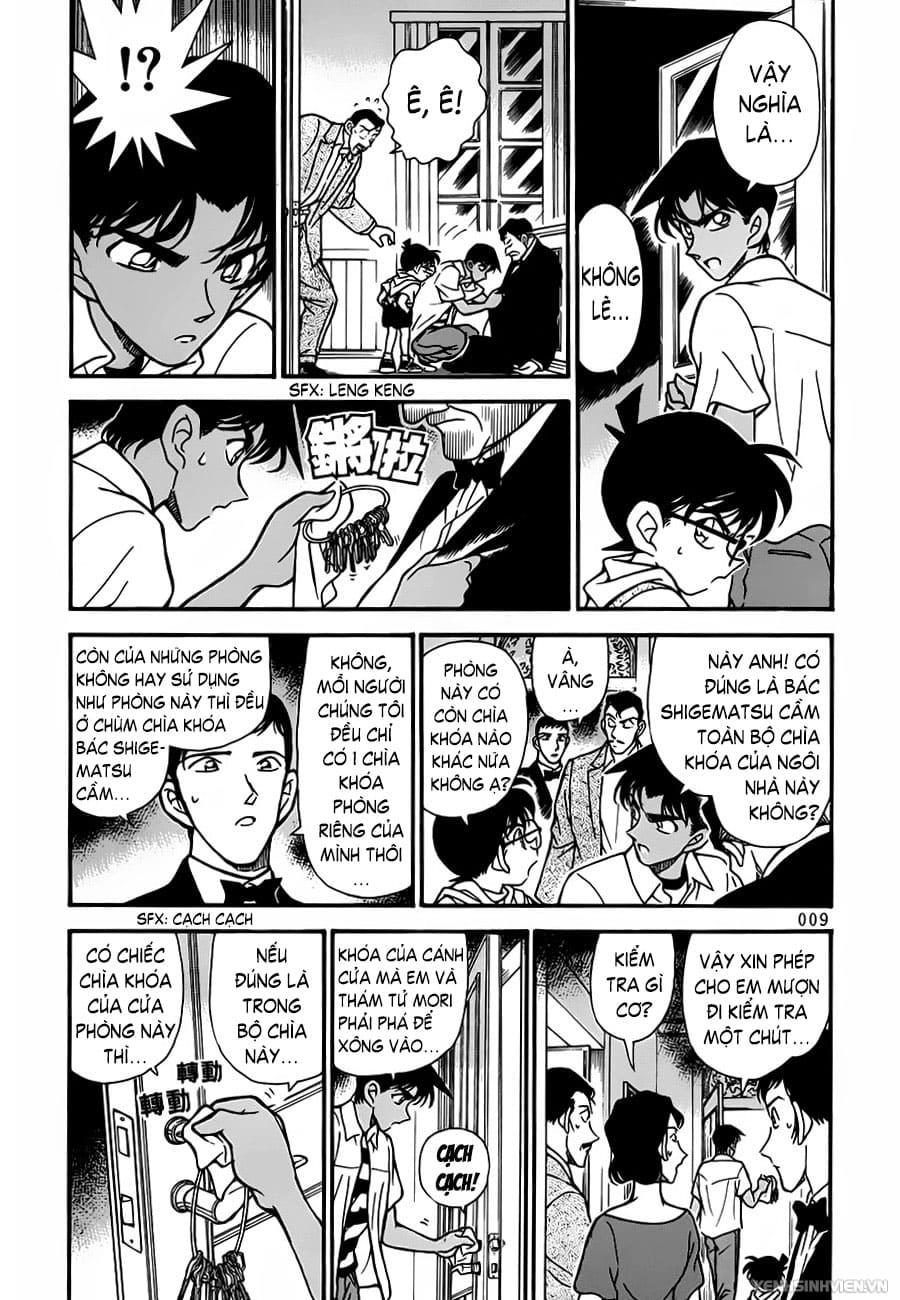 VẬY
NGHĨA
LÀ...
KHÔNG
LẼ...
Ê, Ê!
!?
SFX: LENG KENG
鏘啦
NÀY ANH! CÓ
ĐÚNG LÀ BÁC
SHIGEMATSU CẦM
TOÀN BỘ CHÌA
KHÓA CỦA NGÔI
NHÀ NÀY
KHÔNG?
À,
VÂNG
...
PHÒNG
NÀY CÓ
CÒN CHÌA
KHÓA NÀO
KHÁC NỮA
KHÔNG Ạ?
KHÔNG,
MỖI NGƯỜI
CHÚNG TÔI
ĐỀU CHỈ
CÓ 1 CHÌA
KHÓA
PHÒNG
RIÊNG CỦA
MÌNH THÔI
...
CÒN CỦA NHỮNG PHÒNG
KHÔNG HAY SỬ DỤNG
NHƯ PHÒNG NÀY THÌ ĐỀU
Ở CHÙM CHÌA KHÓA
BÁC SHIGE-
MATSU
CẦM...
009
VẬY XIN PHÉP
CHO EM MƯỢN
ĐI KIỂM TRA
MỘT CHÚT...
KIỂM
TRA GÌ
CƠ?
KHÓA CỦA CÁNH
CỬA MÀ EM VÀ
THÁM TỬ MORI
PHẢI PHÁ ĐỂ
XÔNG VÀO...
CẠCH
CẠCH!
SFX: CẠCH CẠCH
NẾU
ĐÚNG LÀ
TRONG
BỘ CHÌA
NÀY...
CÓ CHIẾC
CHÌA KHÓA
CỦA CỬA
PHÒNG NÀY
THÌ...
轉動
轉動
KENHSINHVIEN.VN